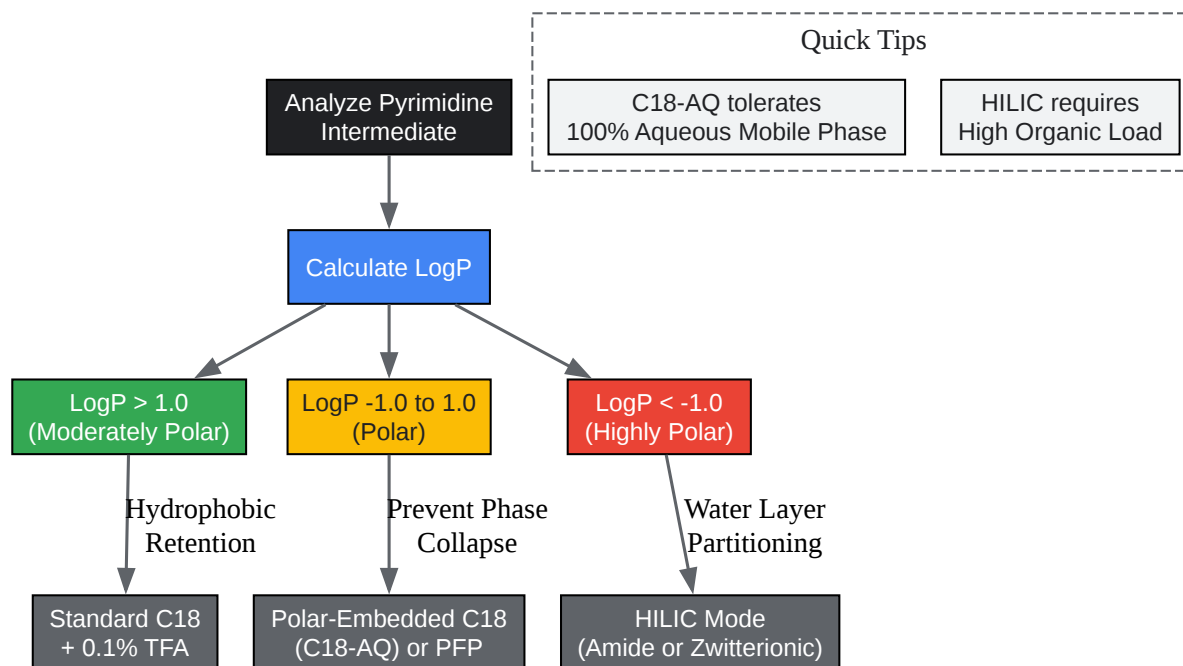 Quick Tips
Analyze Pyrimidine
Intermediate
C18-AQ tolerates
100% Aqueous Mobile Phase
HILIC requires
High Organic Load
Calculate LogP
LogP > 1.0
(Moderately Polar)
LogP -1.0 to 1.0
(Polar)
LogP < -1.0
(Highly Polar)
Hydrophobic
Retention
Prevent Phase
Collapse
Water Layer
Partitioning
Standard C18
+ 0.1% TFA
Polar-Embedded C18
(C18-AQ) or PFP
HILIC Mode
(Amide or Zwitterionic)